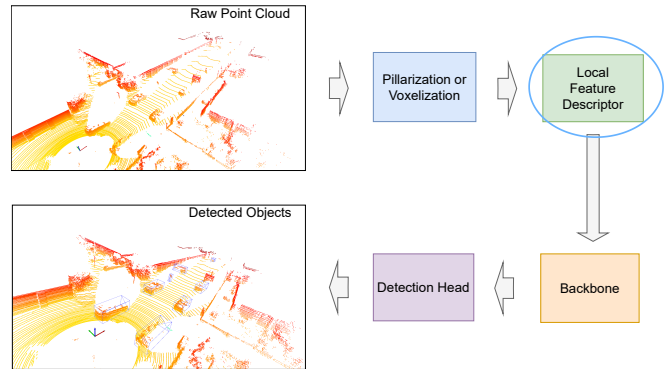 Raw Point Cloud
Pillarization or
Voxelization
Local
Feature
Descriptor
Detected Objects
Detection Head
Backbone